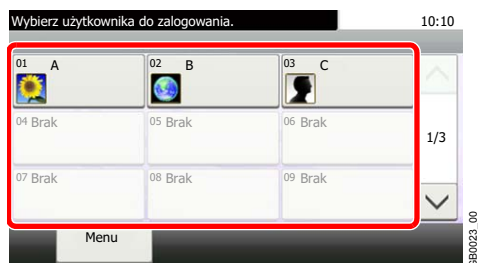 Wybierz użytkownika do zalogowania. 10:10
01 A 02 B 03 C
04 Brak 05 Brak 06 Brak
1/3
07 Brak 08 Brak 09 Brak
Menu
GB0023_00